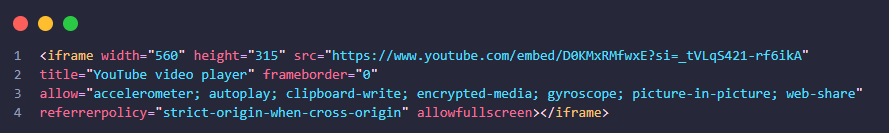 1 <iframe width="560" height="315" src="https://www.youtube.com/embed/D0KMxRMfwxE?si=_tVLqS421-rf6ikA"
2 title="YouTube video player" frameborder="0"
3 allow="accelerometer; autoplay; clipboard-write; encrypted-media; gyroscope; picture-in-picture; web-share"
4 referrerpolicy="strict-origin-when-cross-origin" allowfullscreen></iframe>